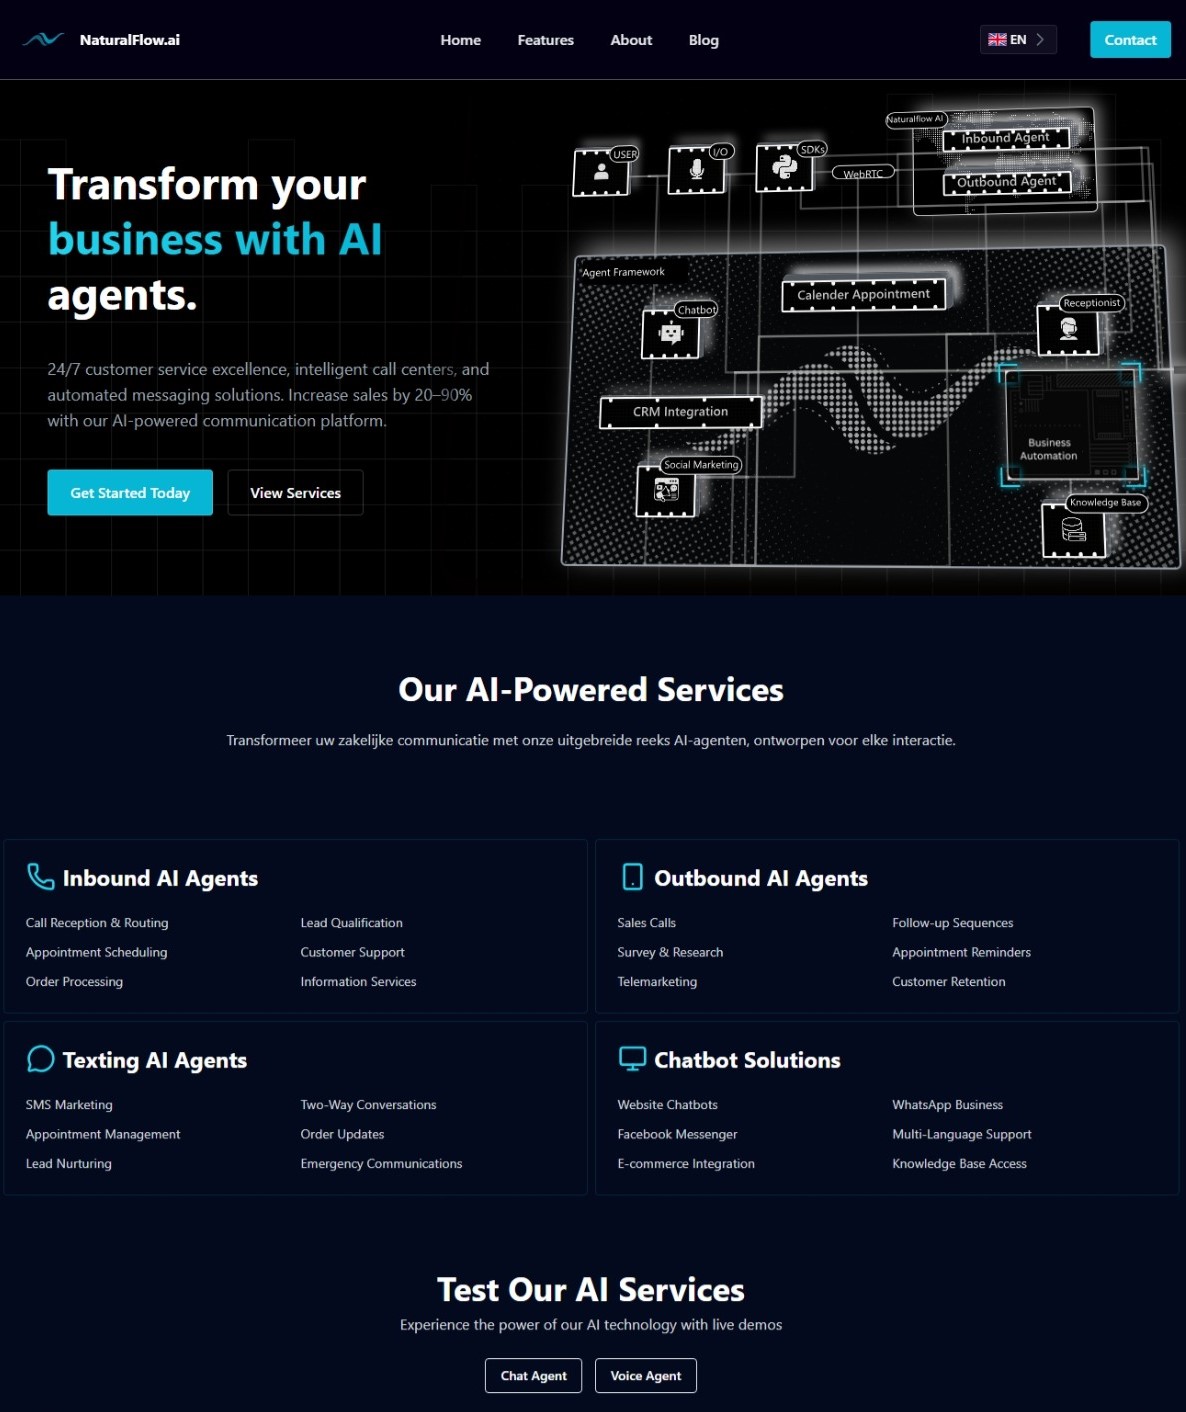 NaturalFlow.ai
Home
Features
About
Blog
EN
Contact
Transform your
business with AI
agents.
24/7 customer service excellence, intelligent call centers, and
automated messaging solutions. Increase sales by 20–90%
with our AI-powered communication platform.
Get Started Today
View Services
USER
I/O
SDKs
WebRTC
Naturalflow AI
Inbound Agent
Outbound Agent
Agent Framework
Calender Appointment
Chatbot
Receptionist
CRM Integration
Business
Automation
Social Marketing
Knowledge Base
Our AI-Powered Services
Transformeer uw zakelijke communicatie met onze uitgebreide reeks AI-agenten, ontworpen voor elke interactie.
Inbound AI Agents
Call Reception & Routing
Lead Qualification
Appointment Scheduling
Customer Support
Order Processing
Information Services
Outbound AI Agents
Sales Calls
Follow-up Sequences
Survey & Research
Appointment Reminders
Telemarketing
Customer Retention
Texting AI Agents
SMS Marketing
Two-Way Conversations
Appointment Management
Order Updates
Lead Nurturing
Emergency Communications
Chatbot Solutions
Website Chatbots
WhatsApp Business
Facebook Messenger
Multi-Language Support
E-commerce Integration
Knowledge Base Access
Test Our AI Services
Experience the power of our AI technology with live demos
Chat Agent
Voice Agent